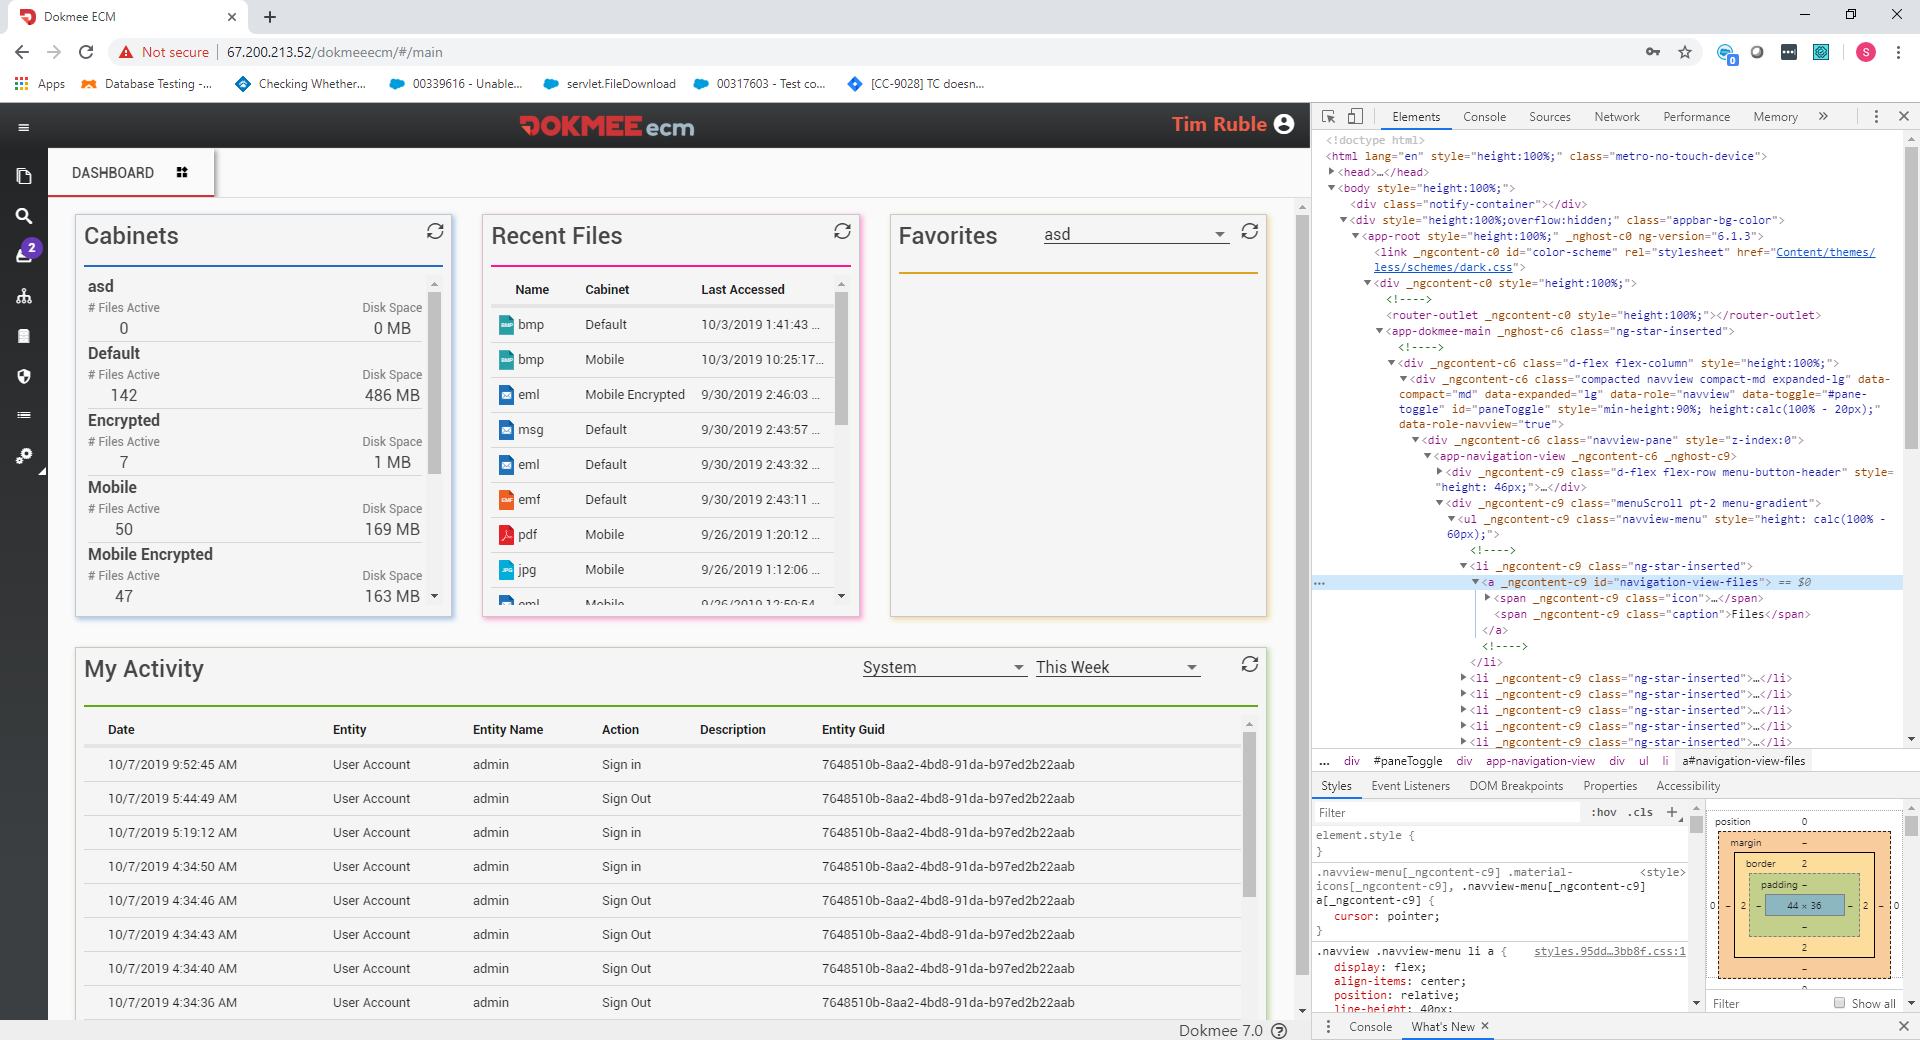 Dokmee ECM
Not secure | 67.200.213.52/dokmeeecm/#/main
0
S
Apps
Database Testing -...
Checking Whether...
00339616 - Unable...
servlet.FileDownload
00317603 - Test co...
[CC-9028] TC doesn...
DOKMEE ecm
Tim Ruble
DASHBOARD
2
Cabinets
asd
# Files Active Disk Space
0 0 MB
Default
# Files Active Disk Space
142 486 MB
Encrypted
# Files Active Disk Space
7 1 MB
Mobile
# Files Active Disk Space
50 169 MB
Mobile Encrypted
# Files Active Disk Space
47 163 MB
Recent Files
Name Cabinet Last Accessed
BMP bmp Default 10/3/2019 1:41:43 ...
BMP bmp Mobile 10/3/2019 10:25:17...
eml Mobile Encrypted 9/30/2019 2:46:03 ...
msg Default 9/30/2019 2:43:57 ...
eml Default 9/30/2019 2:43:32 ...
EMF emf Default 9/30/2019 2:43:11 ...
pdf Mobile 9/26/2019 1:20:12 ...
JPG jpg Mobile 9/26/2019 1:12:06 ...
eml Mobile 9/26/2019 12:59:54
Favorites
asd
My Activity
System
This Week
Date Entity Entity Name Action Description Entity Guid
10/7/2019 9:52:45 AM User Account admin Sign in 7648510b-8aa2-4bd8-91da-b97ed2b22aab
10/7/2019 5:44:49 AM User Account admin Sign Out 7648510b-8aa2-4bd8-91da-b97ed2b22aab
10/7/2019 5:19:12 AM User Account admin Sign in 7648510b-8aa2-4bd8-91da-b97ed2b22aab
10/7/2019 4:34:50 AM User Account admin Sign in 7648510b-8aa2-4bd8-91da-b97ed2b22aab
10/7/2019 4:34:46 AM User Account admin Sign Out 7648510b-8aa2-4bd8-91da-b97ed2b22aab
10/7/2019 4:34:43 AM User Account admin Sign Out 7648510b-8aa2-4bd8-91da-b97ed2b22aab
10/7/2019 4:34:40 AM User Account admin Sign Out 7648510b-8aa2-4bd8-91da-b97ed2b22aab
10/7/2019 4:34:36 AM User Account admin Sign Out 7648510b-8aa2-4bd8-91da-b97ed2b22aab
Dokmee 7.0
Elements Console Sources Network Performance Memory »
<!doctype html>
<html lang="en" style="height:100%;" class="metro-no-touch-device">
<head>…</head>
<body style="height:100%;">
<div class="notify-container"></div>
<div style="height:100%;overflow:hidden;" class="appbar-bg-color">
<app-root style="height:100%;" _nghost-c0 ng-version="6.1.3">
<link _ngcontent-c0 id="color-scheme" rel="stylesheet" href="Content/themes/
less/schemes/dark.css">
<div _ngcontent-c0 style="height:100%;">
<!---->
<router-outlet _ngcontent-c0 style="height:100%;"></router-outlet>
<app-dokmee-main _nghost-c6 class="ng-star-inserted">
<!---->
<div _ngcontent-c6 class="d-flex flex-column" style="height:100%;">
<div _ngcontent-c6 class="compacted navview compact-md expanded-lg" data-
compact="md" data-expanded="lg" data-role="navview" data-toggle="#pane-
toggle" id="paneToggle" style="min-height:90%; height:calc(100% - 20px);"
data-role-navview="true">
<div _ngcontent-c6 class="navview-pane" style="z-index:0">
<app-navigation-view _ngcontent-c6 _nghost-c9>
<div _ngcontent-c9 class="d-flex flex-row menu-button-header" style=
"height: 46px;">…</div>
<div _ngcontent-c9 class="menuScroll pt-2 menu-gradient">
<ul _ngcontent-c9 class="navview-menu" style="height: calc(100% -
60px);">
<!---->
<li _ngcontent-c9 class="ng-star-inserted">
<a _ngcontent-c9 id="navigation-view-files"> == $0
<span _ngcontent-c9 class="icon">…</span>
<span _ngcontent-c9 class="caption">Files</span>
</a>
<!---->
</li>
<li _ngcontent-c9 class="ng-star-inserted">…</li>
<li _ngcontent-c9 class="ng-star-inserted">…</li>
<li _ngcontent-c9 class="ng-star-inserted">…</li>
<li _ngcontent-c9 class="ng-star-inserted">…</li>
<li _ngcontent-c9 class="ng-star-inserted">…</li>
... div #paneToggle div app-navigation-view div ul li a#navigation-view-files
Styles Event Listeners DOM Breakpoints Properties Accessibility
Filter :hov .cls +
element.style {
}
.navview-menu[_ngcontent-c9] .material- <style>
icons[_ngcontent-c9], .navview-menu[_ngcontent-c9]
a[_ngcontent-c9] {
cursor: pointer;
}
.navview .navview-menu li a { styles.95dd…3bb8f.css:1
display: flex;
align-items: center;
position: relative;
line-height: 40px;
position 0
margin –
border 2
padding –
0 – 2 – 44 × 36 – 2 – 0
–
2
–
Filter Show all
Console What's New ×